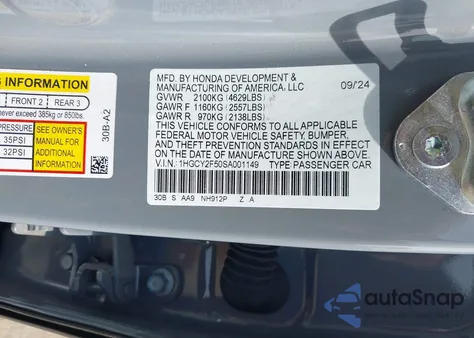 G INFORMATION
FRONT 2 REAR 3
never exceed 385kg or 850lbs.
PRESSURE
35PSI
32PSI
SEE OWNER'S
MANUAL FOR
ADDITIONAL
INFORMATION
30B-A2
MFD. BY HONDA DEVELOPMENT &
MANUFACTURING OF AMERICA, LLC
09/24
GVWR 2100KG (4629LBS)
GAWR F 1160KG (2557LBS)
GAWR R 970KG (2138LBS)
THIS VEHICLE CONFORMS TO ALL APPLICABLE
FEDERAL MOTOR VEHICLE SAFETY, BUMPER,
AND THEFT PREVENTION STANDARDS IN
EFFECT ON THE DATE OF MANUFACTURE SHOWN ABOVE.
V.I.N.: 1HGCY2F50SA001149 TYPE PASSENGER CAR
30B S AA9 NH912P Z A
autoSnap